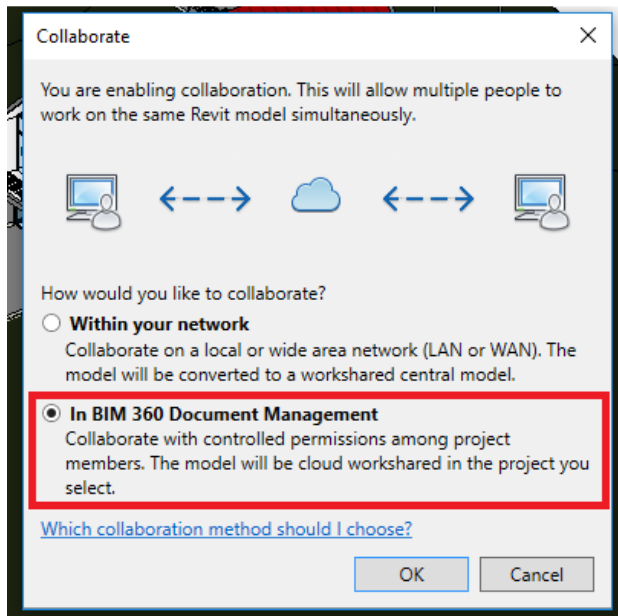 Collaborate
You are enabling collaboration. This will allow multiple people to
work on the same Revit model simultaneously.
How would you like to collaborate?
Within your network
Collaborate on a local or wide area network (LAN or WAN). The
model will be converted to a workshared central model.
In BIM 360 Document Management
Collaborate with controlled permissions among project
members. The model will be cloud workshared in the project you
select.
Which collaboration method should I choose?
OK Cancel